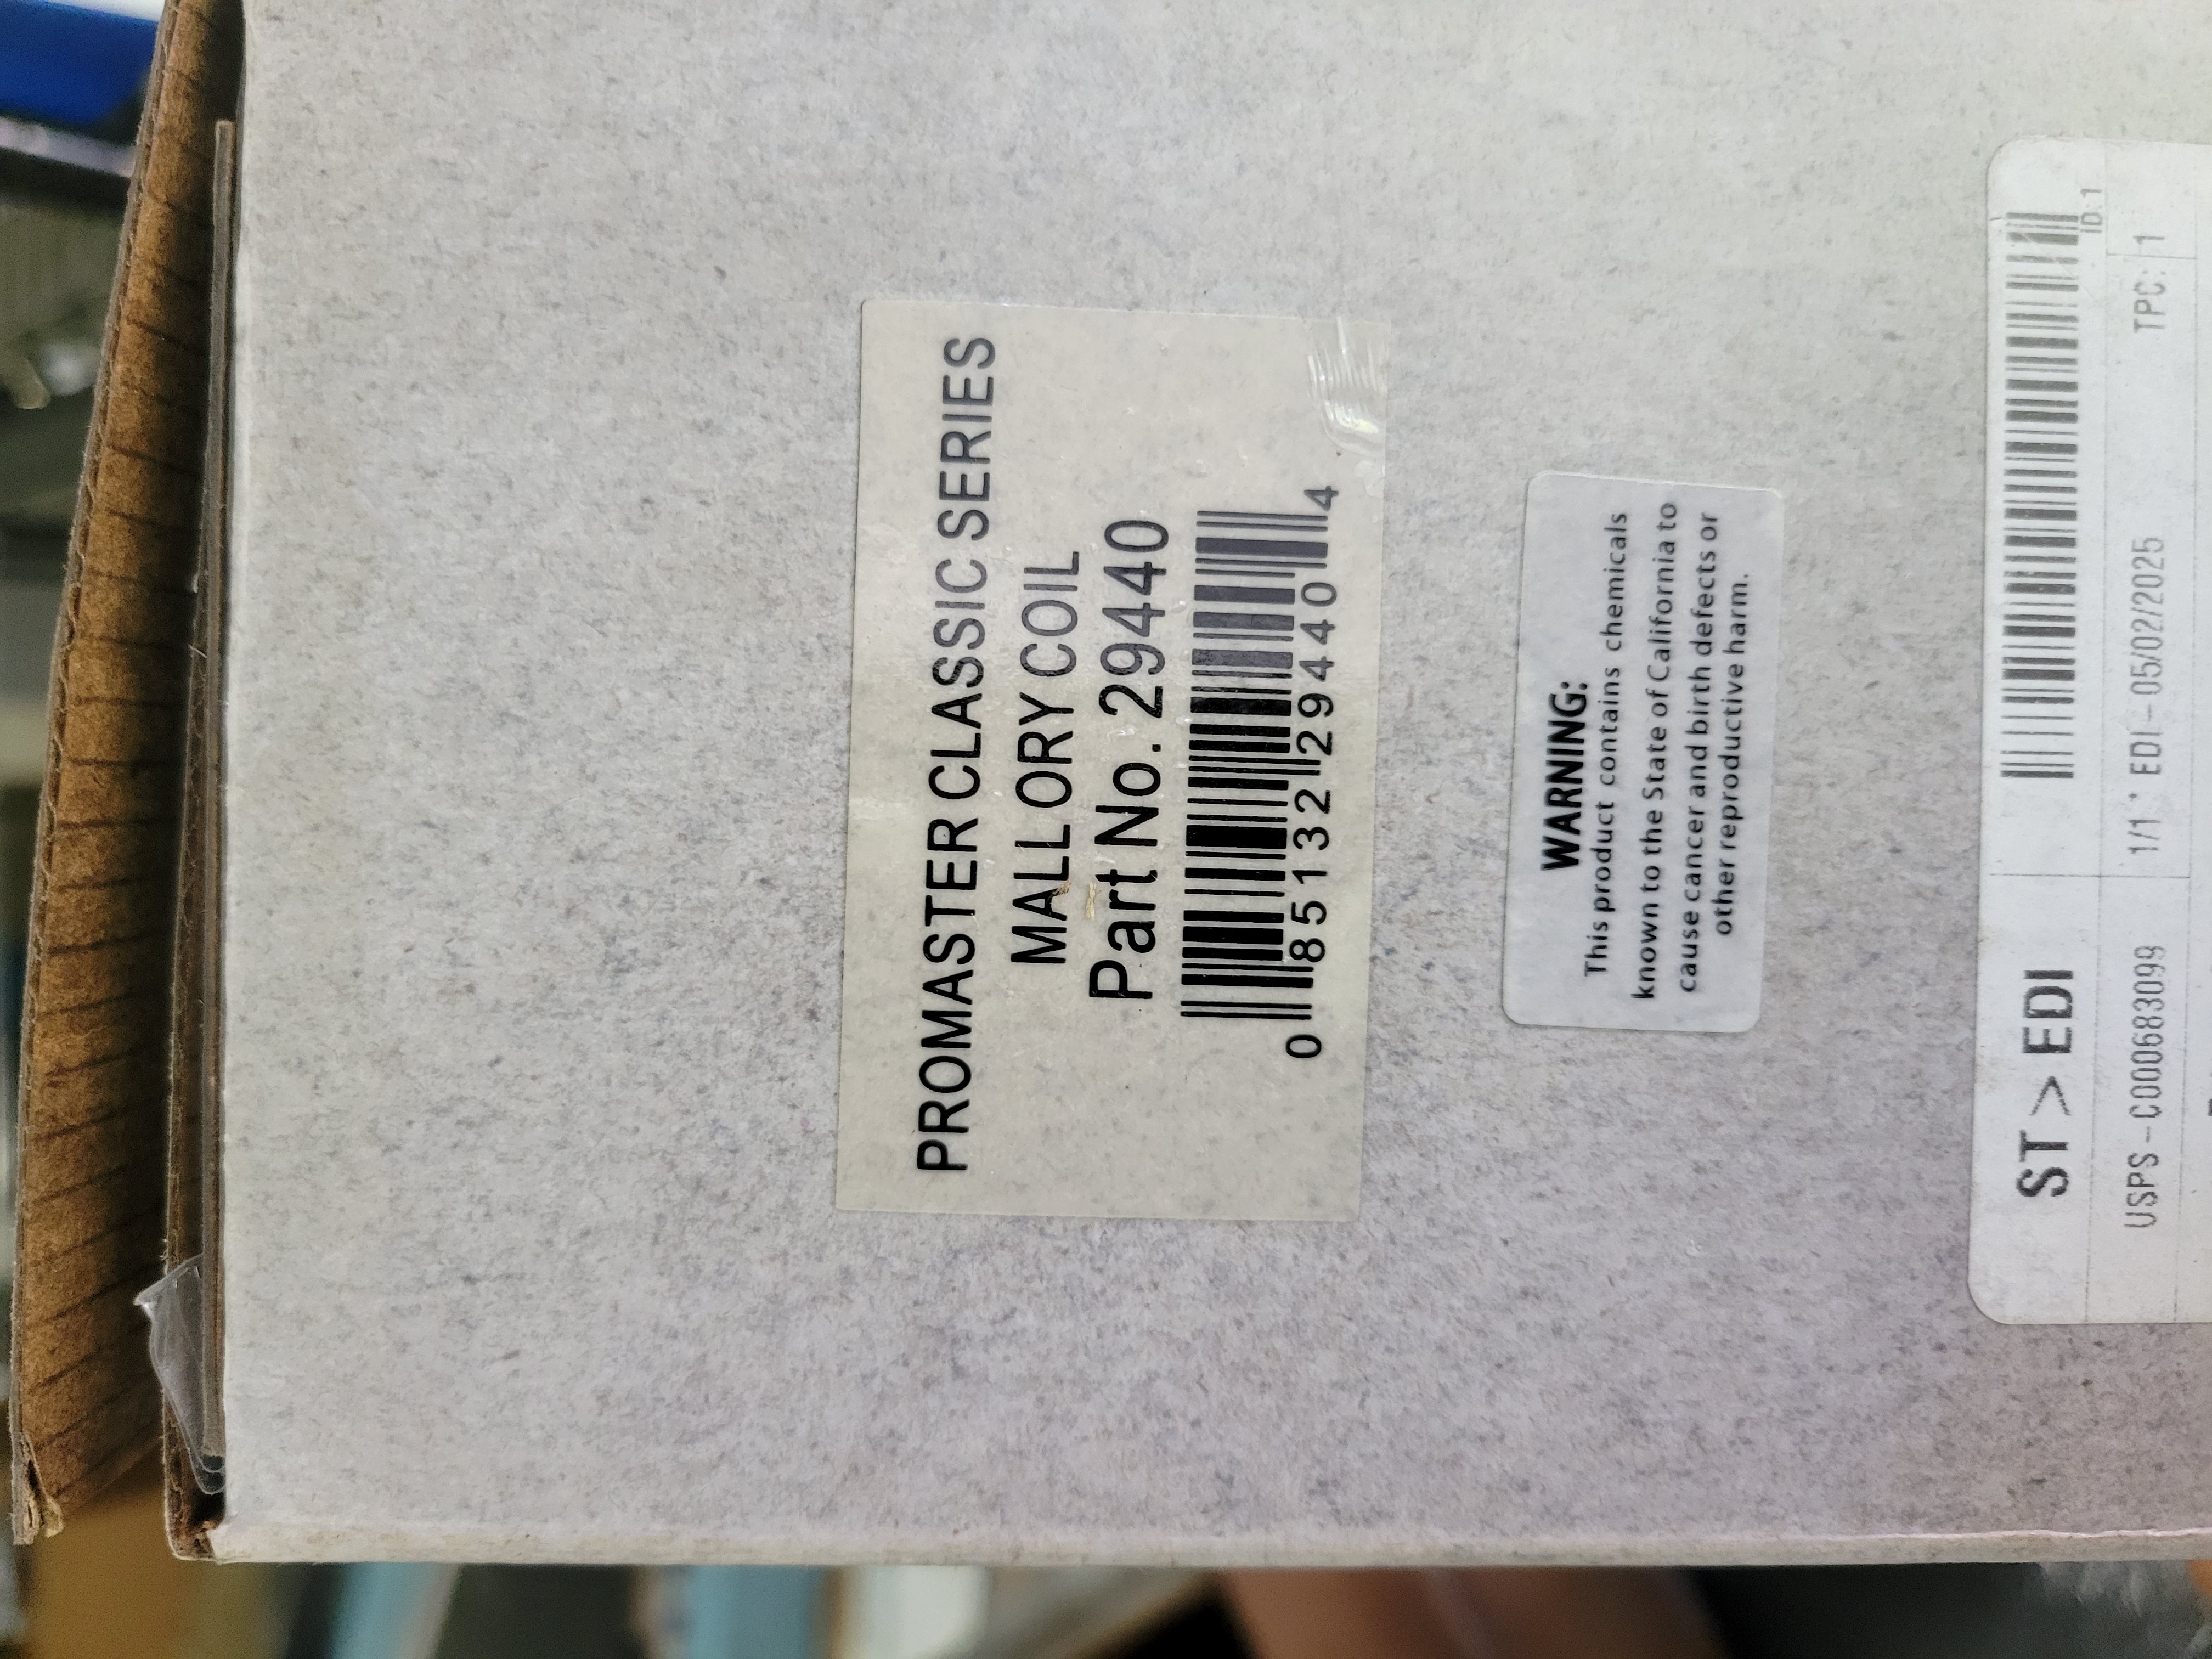 PROMASTER CLASSIC SERIES
MALLORY COIL
Part No. 29440
0 85132 29440 4
WARNING:
This product contains chemicals
known to the State of California to
cause cancer and birth defects or
other reproductive harm.
ID:1
ST > EDI
USPS-C000683099 1/1 * EDI-05/02/2025 TPC: 1